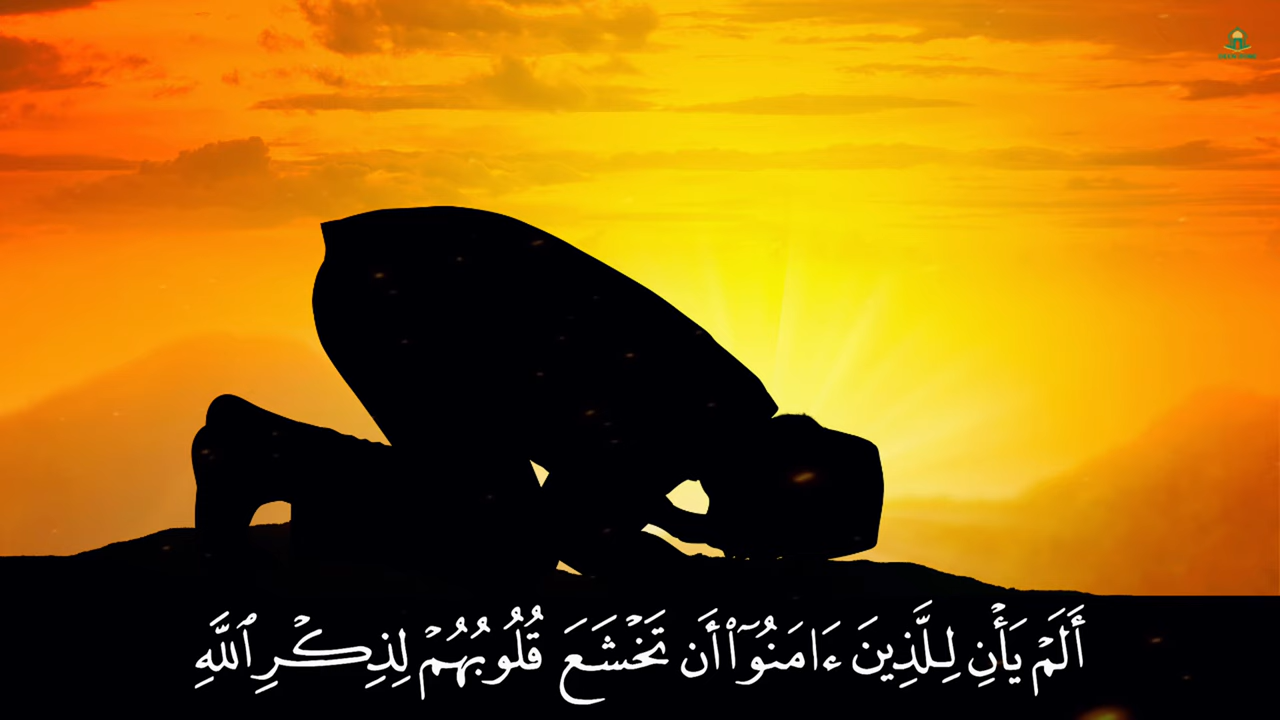 أَلَمْ يَأْنِ لِلَّذِينَ ءَامَنُوٓا۟ أَن تَخْشَعَ قُلُوبُهُمْ لِذِكْرِ ٱللَّهِ